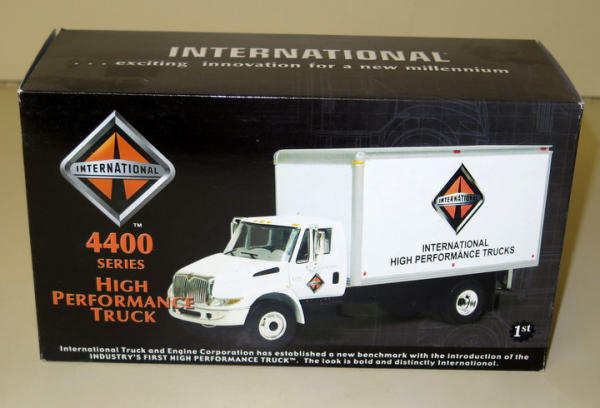 INTERNATIONAL®
. . . exciting innovation for a new millennium
INTERNATIONAL
™
4400
SERIES
HIGH
PERFORMANCE
TRUCK
INTERNATIONAL
INTERNATIONAL
HIGH PERFORMANCE TRUCKS
INTERNATIONAL
1st
International Truck and Engine Corporation has established a new benchmark with the introduction of the
INDUSTRY'S FIRST HIGH PERFORMANCE TRUCK™. The look is bold and distinctly International.